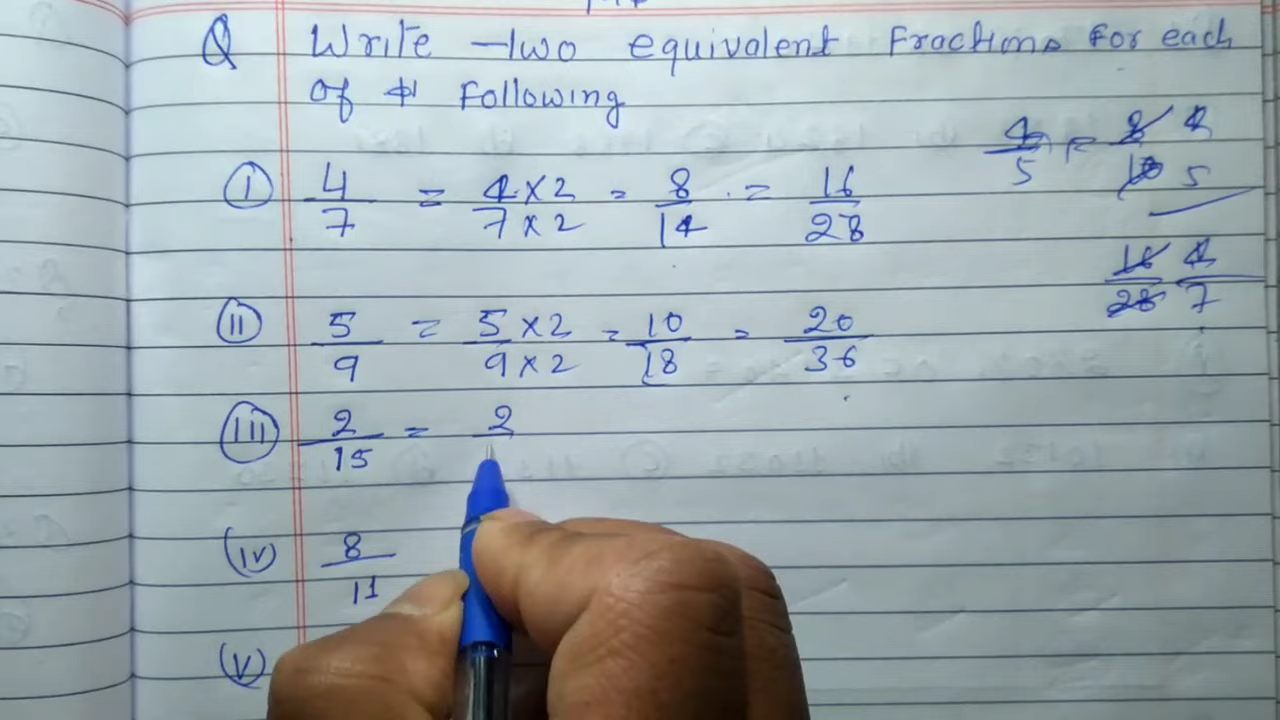 Q Write two equivalent Fractions For each
of Following
4/5 = 8/10 4/5
(I) 4/7 = 4×2/7×2 = 8/14 = 16/28
16/28 4/7
(II) 5/9 = 5×2/9×2 = 10/18 = 20/36
(III) 2/15 = 2
(IV) 8/11
(V)